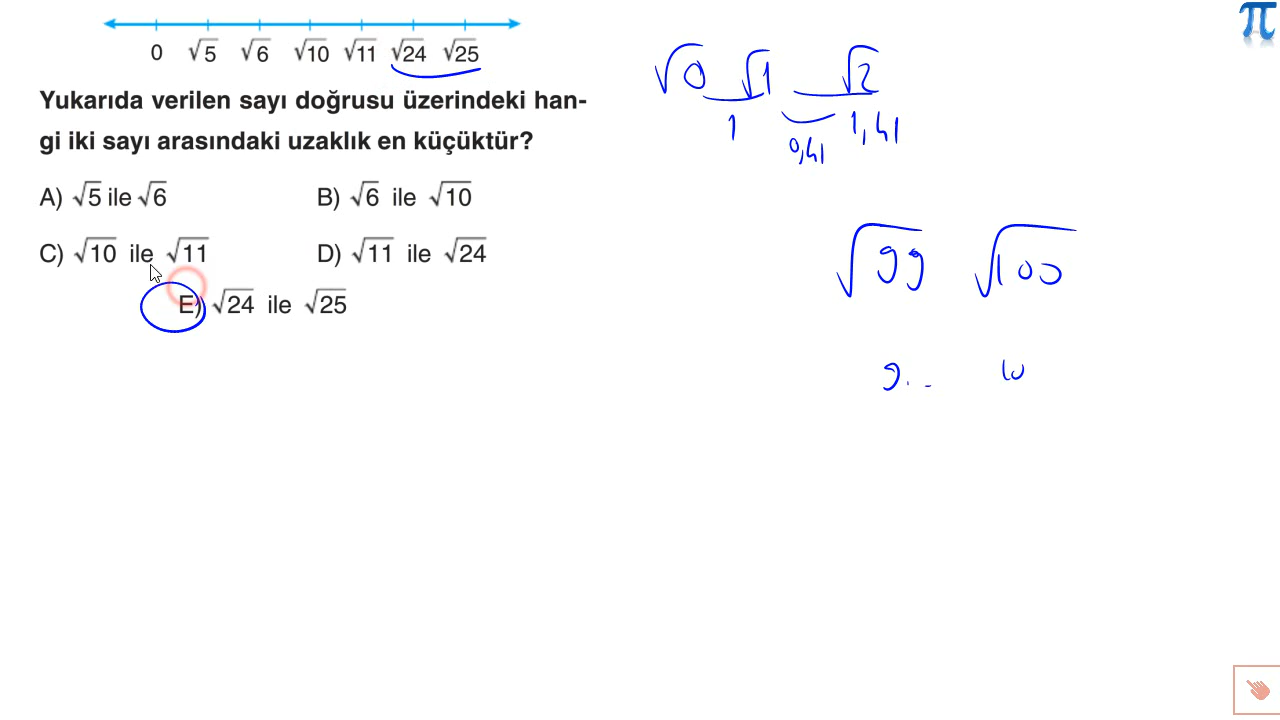 0 √5 √6 √10 √11 √24 √25
Yukarıda verilen sayı doğrusu üzerindeki han-
gi iki sayı arasındaki uzaklık en küçüktür?
A) √5 ile √6
B) √6 ile √10
C) √10 ile √11
D) √11 ile √24
E) √24 ile √25
√0 √1 √2
1 0,41 1,41
√99 √100
9... 10
π